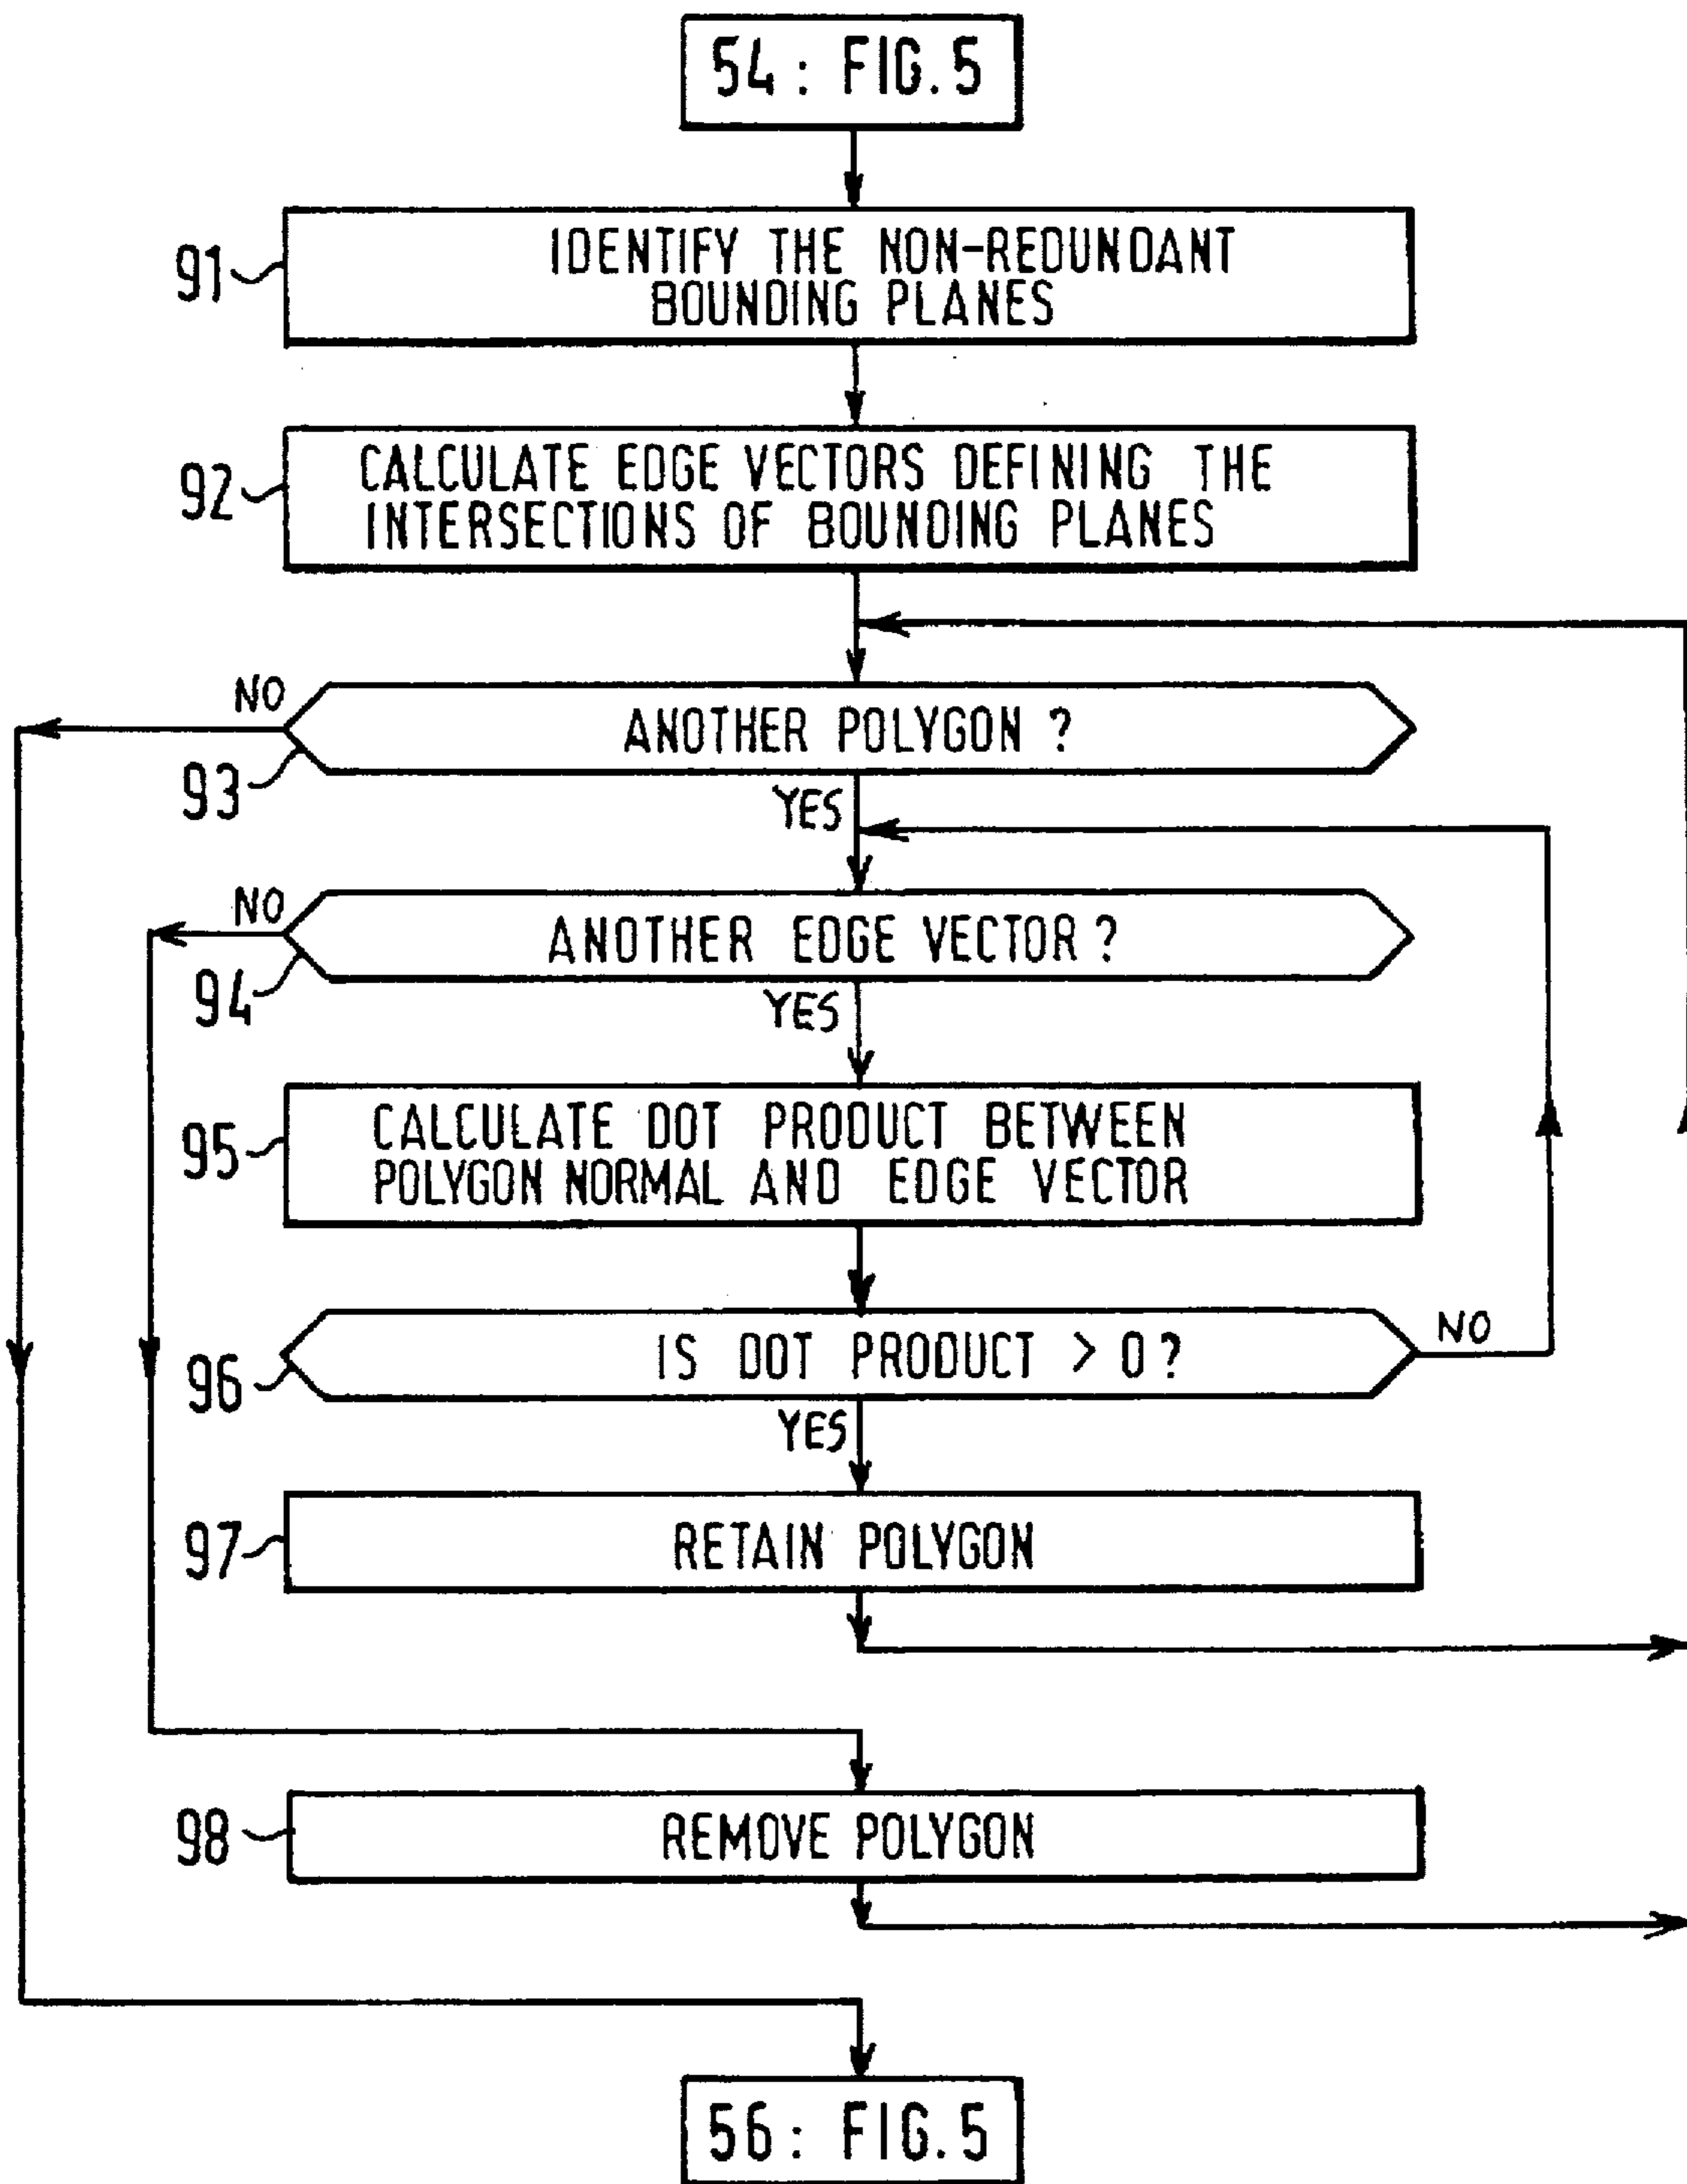 54: FIG. 5
91
IDENTIFY THE NON-REDUNDANT
BOUNDING PLANES
92
CALCULATE EDGE VECTORS DEFINING THE
INTERSECTIONS OF BOUNDING PLANES
NO
ANOTHER POLYGON ?
93
YES
NO
ANOTHER EDGE VECTOR ?
94
YES
95
CALCULATE DOT PRODUCT BETWEEN
POLYGON NORMAL AND EDGE VECTOR
NO
IS DOT PRODUCT > 0 ?
96
YES
97
RETAIN POLYGON
98
REMOVE POLYGON
56: FIG. 5